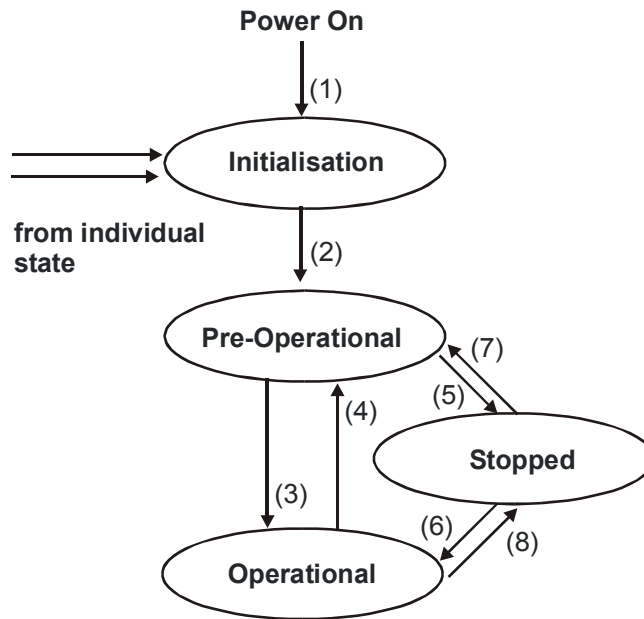 Power On
(1)
Initialisation
from individual
state
(2)
Pre-Operational
(7)
(5)
(4)
Stopped
(3)
(6)
(8)
Operational